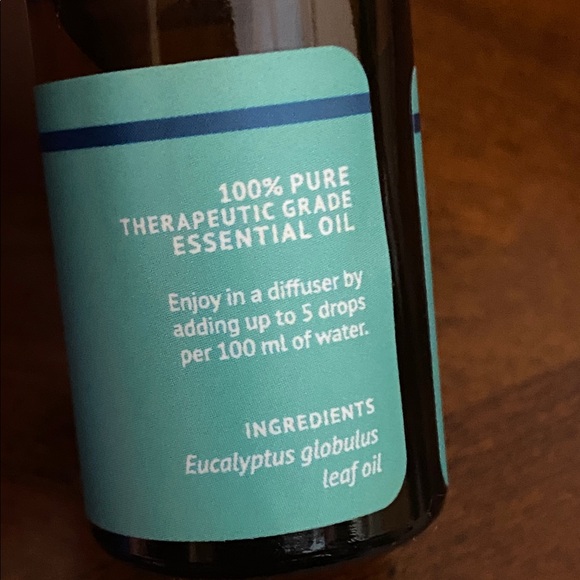 100% PURE
THERAPEUTIC GRADE
ESSENTIAL OIL
Enjoy in a diffuser by
adding up to 5 drops
per 100 ml of water.
INGREDIENTS
Eucalyptus globulus
leaf oil